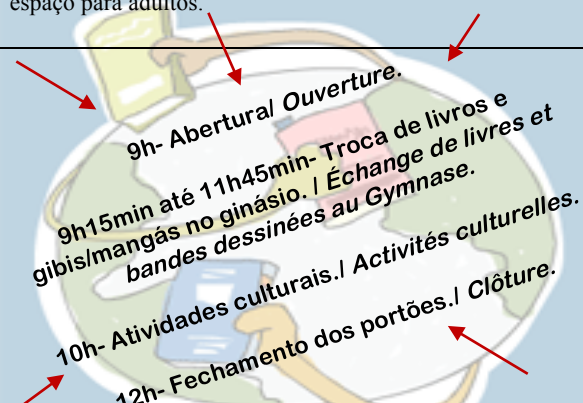 espaço para adultos.
9h- Abertura/ Ouverture.
9h15min até 11h45min- Troca de livros e
gibis/mangás no ginásio. / Échange de livres et
bandes dessinées au Gymnase.
10h- Atividades culturais./ Activités culturelles.
12h- Fechamento dos portões./ Clôture.